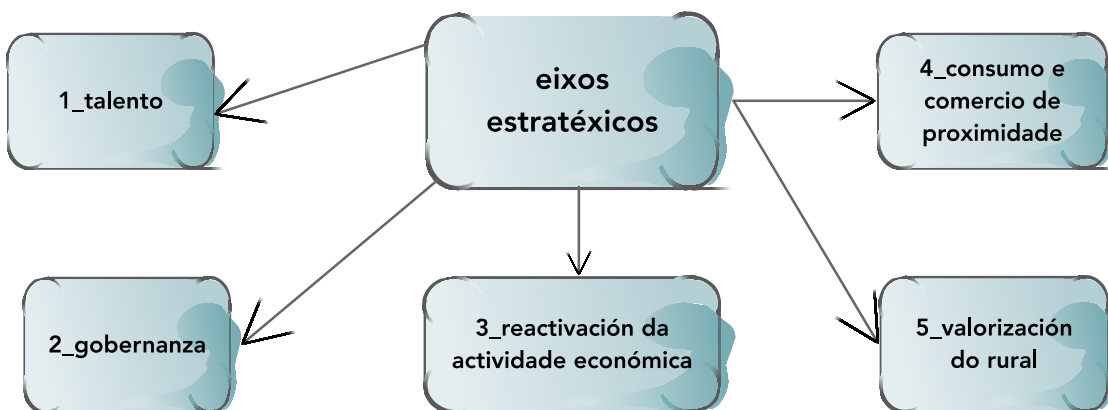 eixos
estratéxicos
1_talento
2_gobernanza
3_reactivación da
actividade económica
4_consumo e
comercio de
proximidade
5_valorización
do rural